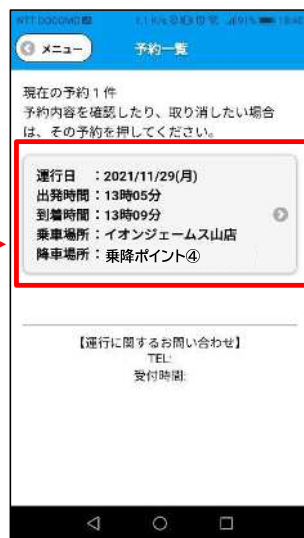 NTT DOCOMO
メニュー
予約一覧
現在の予約1件
予約内容を確認したり、取り消したい場合
は、その予約を押してください。
運行日 :2021/11/29(月)
出発時間:13時05分
到着時間:13時09分
乗車場所:イオンジェームス山店
降車場所:乗降ポイント④
【運行に関するお問い合わせ】
TEL:
受付時間: